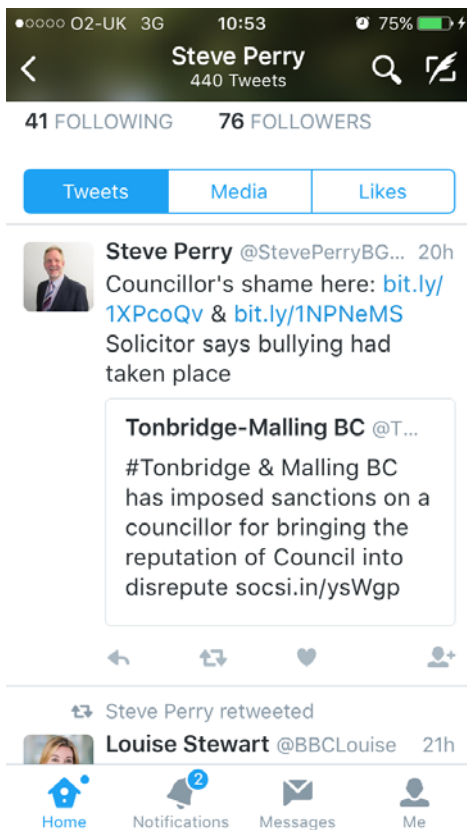 O2-UK 3G 10:53 75%
Steve Perry
440 Tweets
41 FOLLOWING 76 FOLLOWERS
Tweets Media Likes
Steve Perry @StevePerryBG... 20h
Councillor's shame here: bit.ly/
1XPcoQv & bit.ly/1NPNeMS
Solicitor says bullying had
taken place
Tonbridge-Malling BC @T...
#Tonbridge & Malling BC
has imposed sanctions on a
councillor for bringing the
reputation of Council into
disrepute socsi.in/ysWgp
Steve Perry retweeted
Louise Stewart @BBCLouise 21h
2
Home Notifications Messages Me